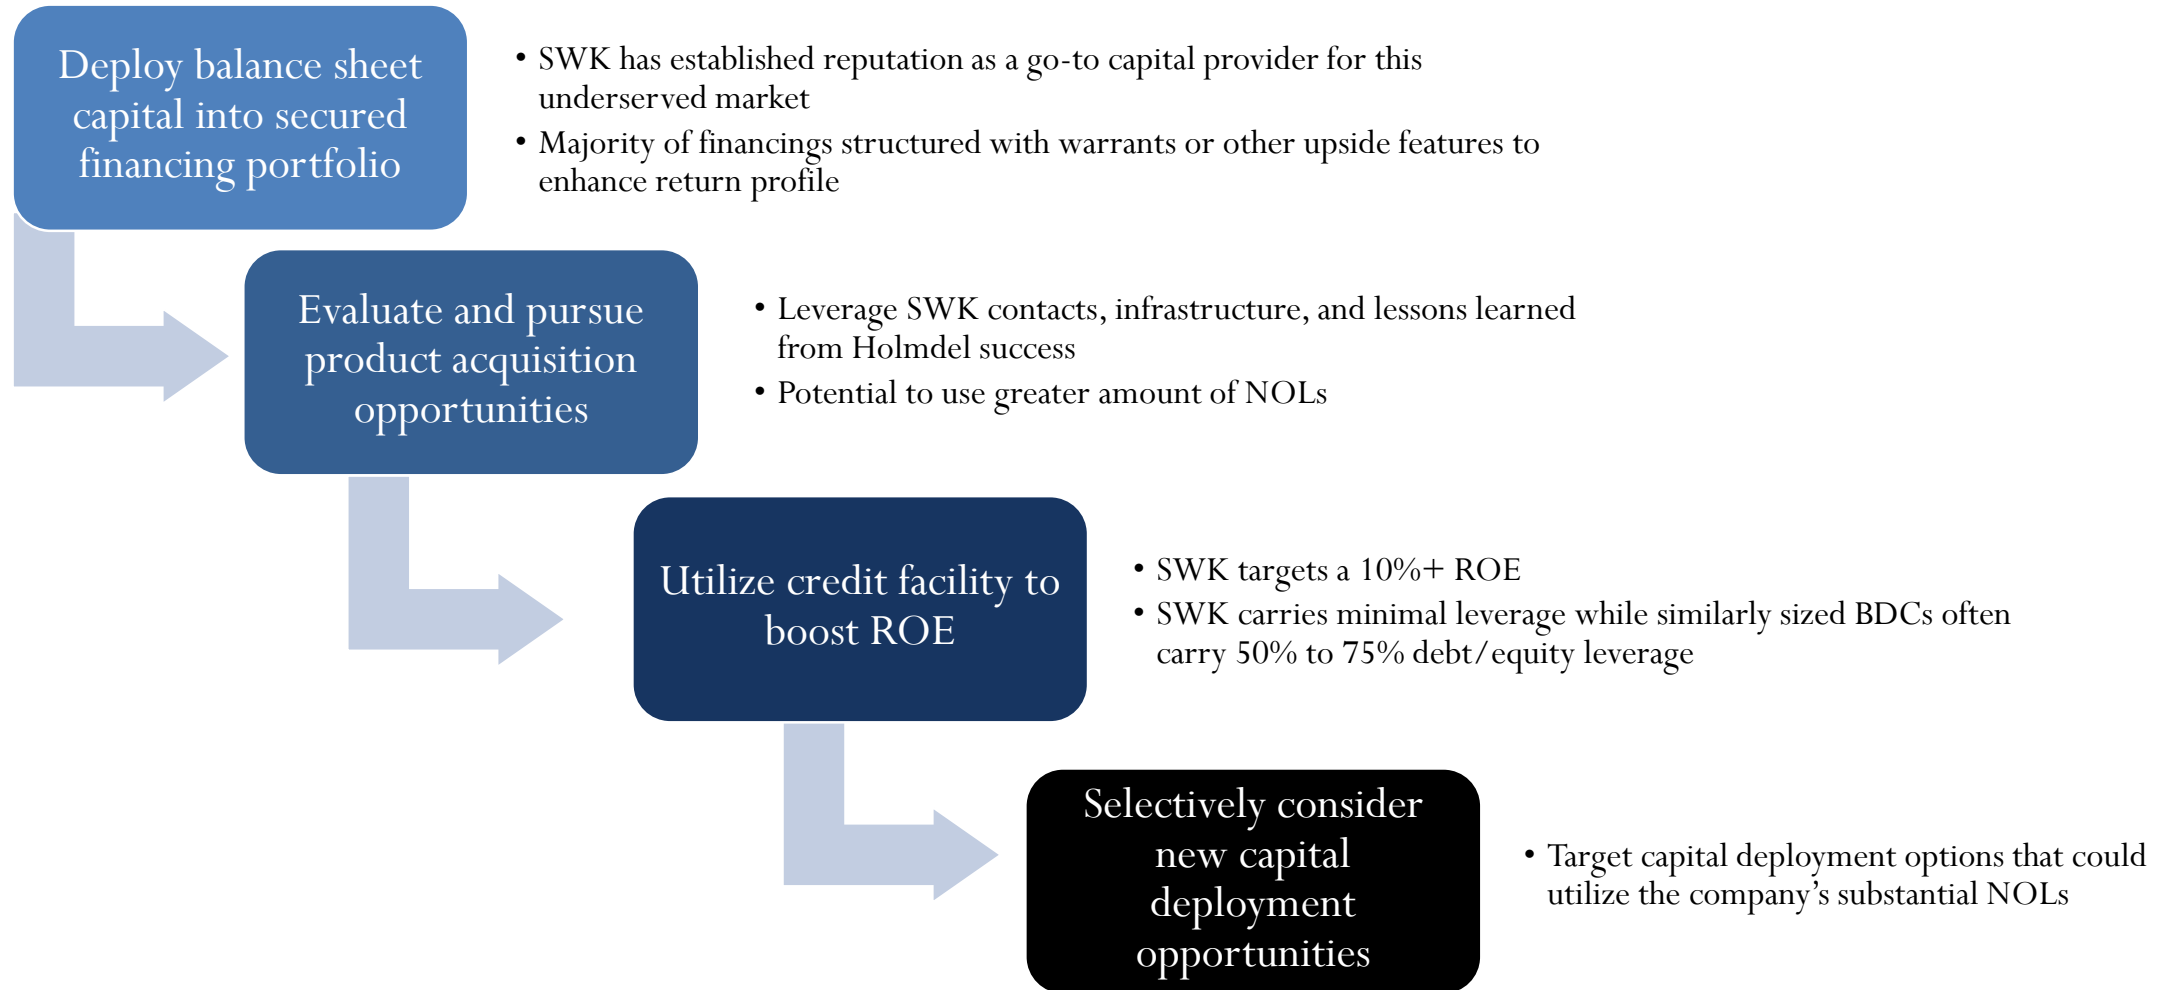 Deploy balance sheet
capital into secured
financing portfolio
• SWK has established reputation as a go-to capital provider for this
underserved market
• Majority of financings structured with warrants or other upside features to
enhance return profile
Evaluate and pursue
product acquisition
opportunities
• Leverage SWK contacts, infrastructure, and lessons learned
from Holmdel success
• Potential to use greater amount of NOLs
Utilize credit facility to
boost ROE
• SWK targets a 10%+ ROE
• SWK carries minimal leverage while similarly sized BDCs often
carry 50% to 75% debt/equity leverage
Selectively consider
new capital
deployment
opportunities
• Target capital deployment options that could
utilize the company’s substantial NOLs